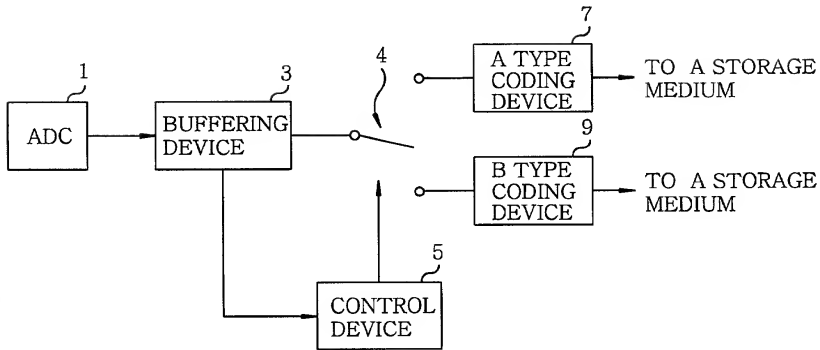 1
ADC
3
BUFFERING
DEVICE
4
7
A TYPE
CODING
DEVICE
TO A STORAGE
MEDIUM
9
B TYPE
CODING
DEVICE
TO A STORAGE
MEDIUM
5
CONTROL
DEVICE